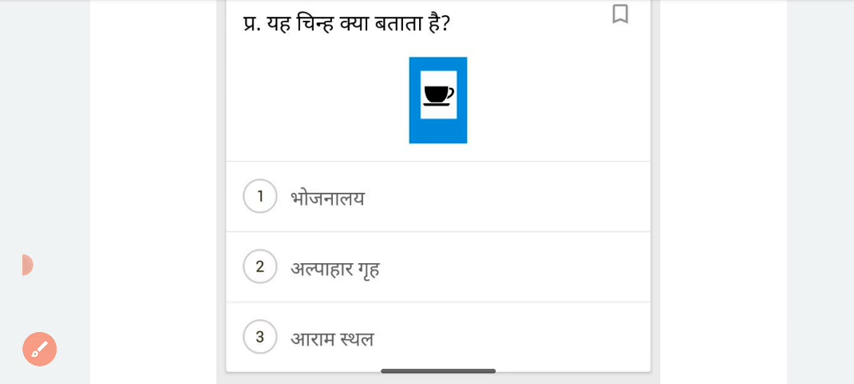 प्र. यह चिन्ह क्या बताता है?
1 भोजनालय
2 अल्पाहार गृह
3 आराम स्थल